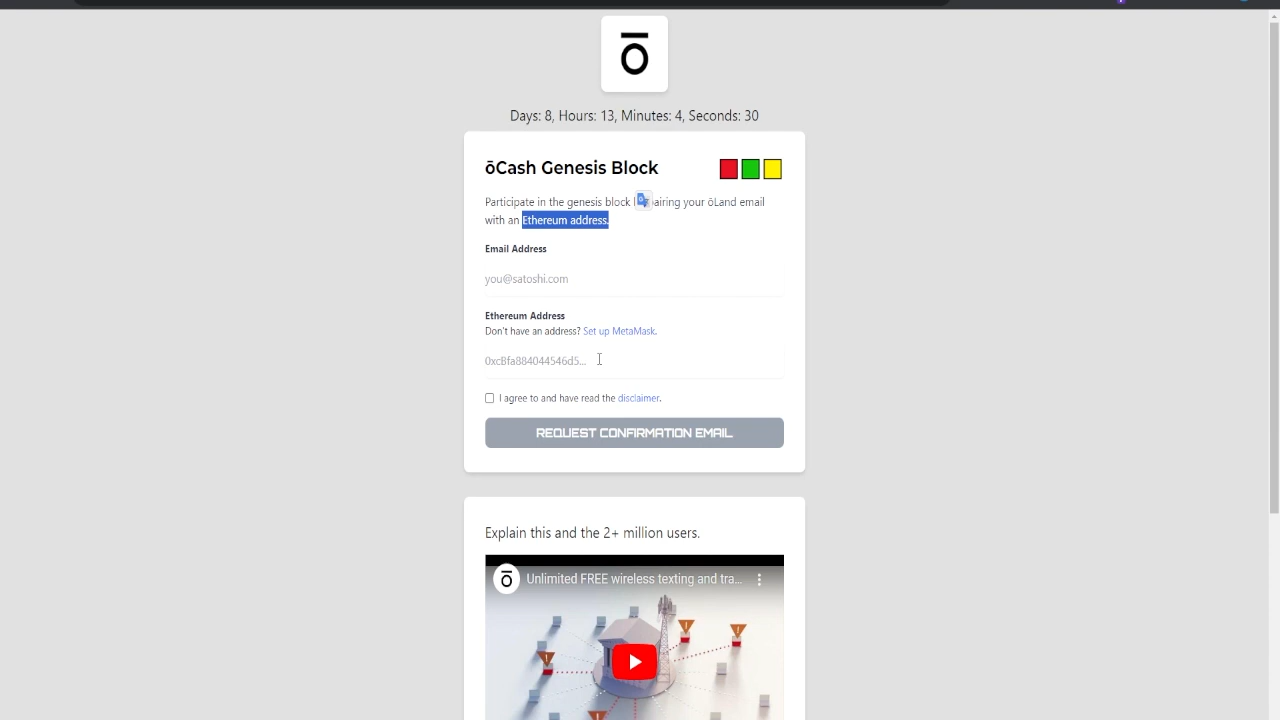 ō
Days: 8, Hours: 13, Minutes: 4, Seconds: 30
ōCash Genesis Block
Participate in the genesis block airing your ōLand email
with an Ethereum address.
Email Address
you@satoshi.com
Ethereum Address
Don't have an address? Set up MetaMask.
0xcBfa884044546d5...
I agree to and have read the disclaimer.
REQUEST CONFIRMATION EMAIL
Explain this and the 2+ million users.
ō Unlimited FREE wireless texting and tra...